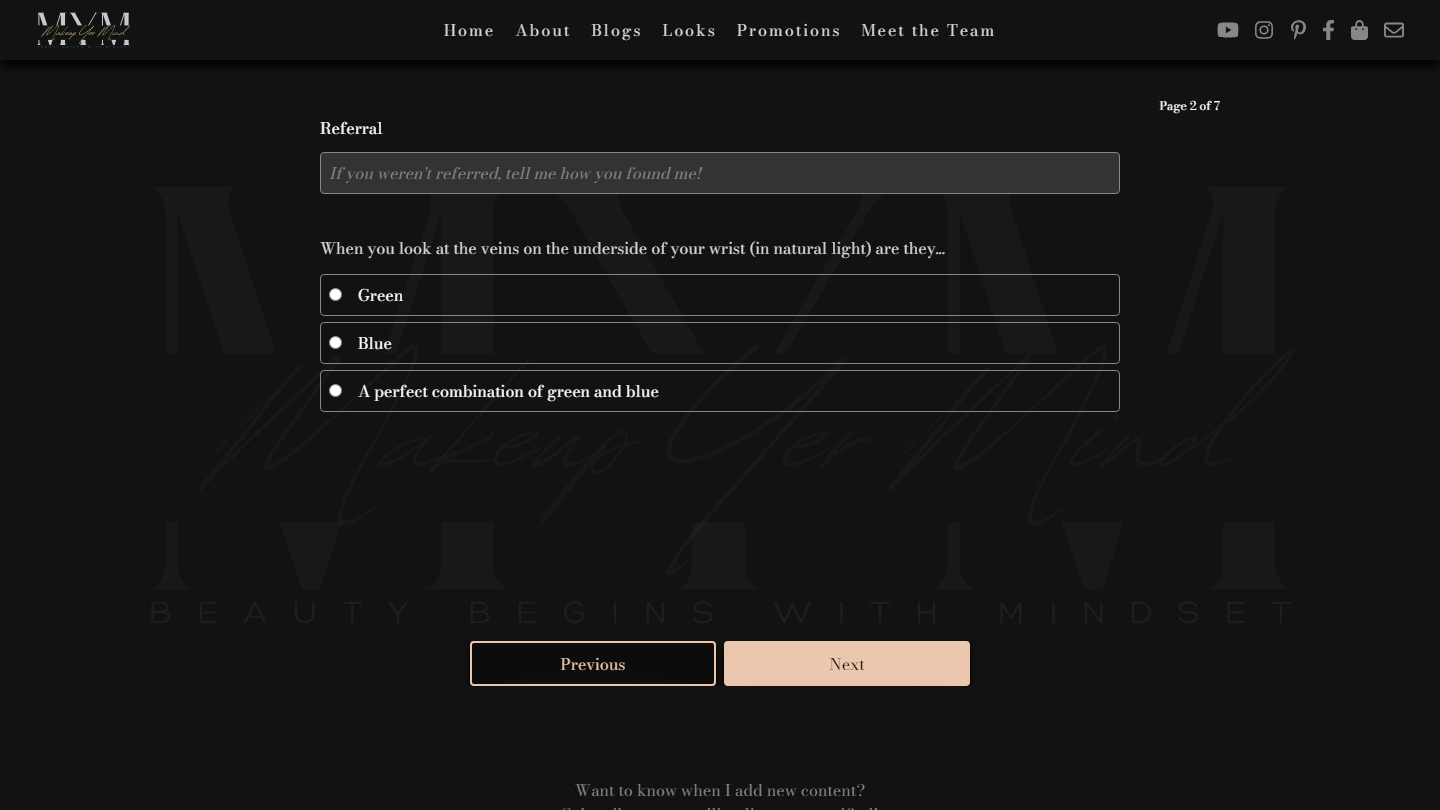 MYM
Makeup Yer Mind
Home About Blogs Looks Promotions Meet the Team
Page 2 of 7
Referral
If you weren't referred, tell me how you found me!
When you look at the veins on the underside of your wrist (in natural light) are they...
Green
Blue
A perfect combination of green and blue
MYM
Makeup Yer Mind
BEAUTY BEGINS WITH MINDSET
Previous Next
Want to know when I add new content?